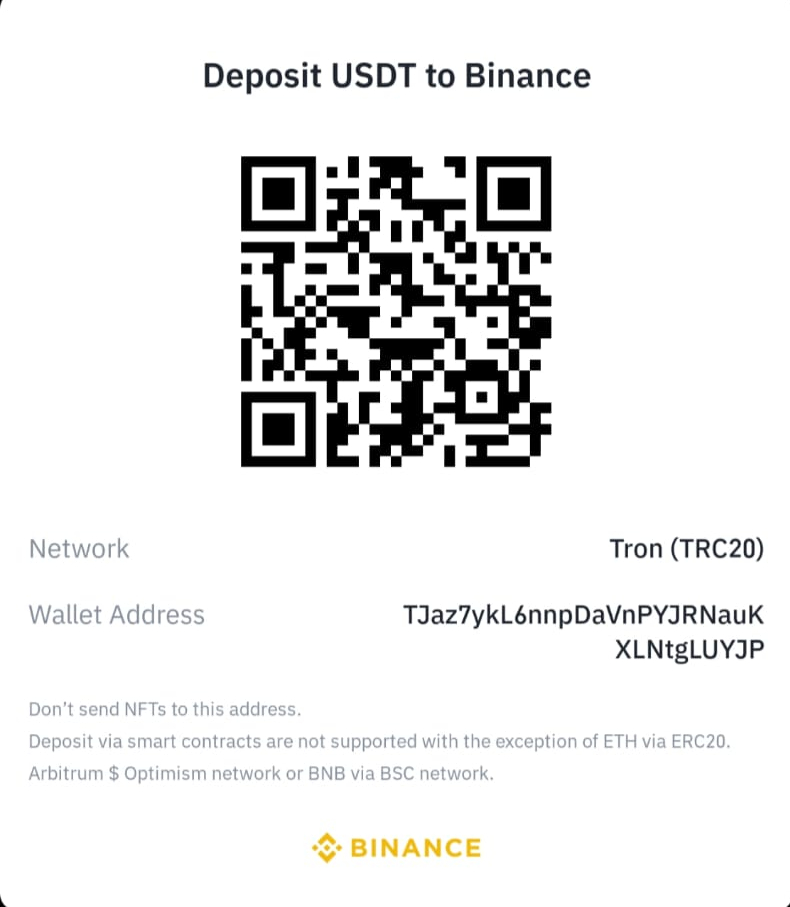 Deposit USDT to Binance
Network
Tron (TRC20)
Wallet Address
TJaz7ykL6nnpDaVnPYJRNauK
XLNtgLUYJP
Don't send NFTs to this address.
Deposit via smart contracts are not supported with the exception of ETH via ERC20.
Arbitrum $ Optimism network or BNB via BSC network.
BINANCE